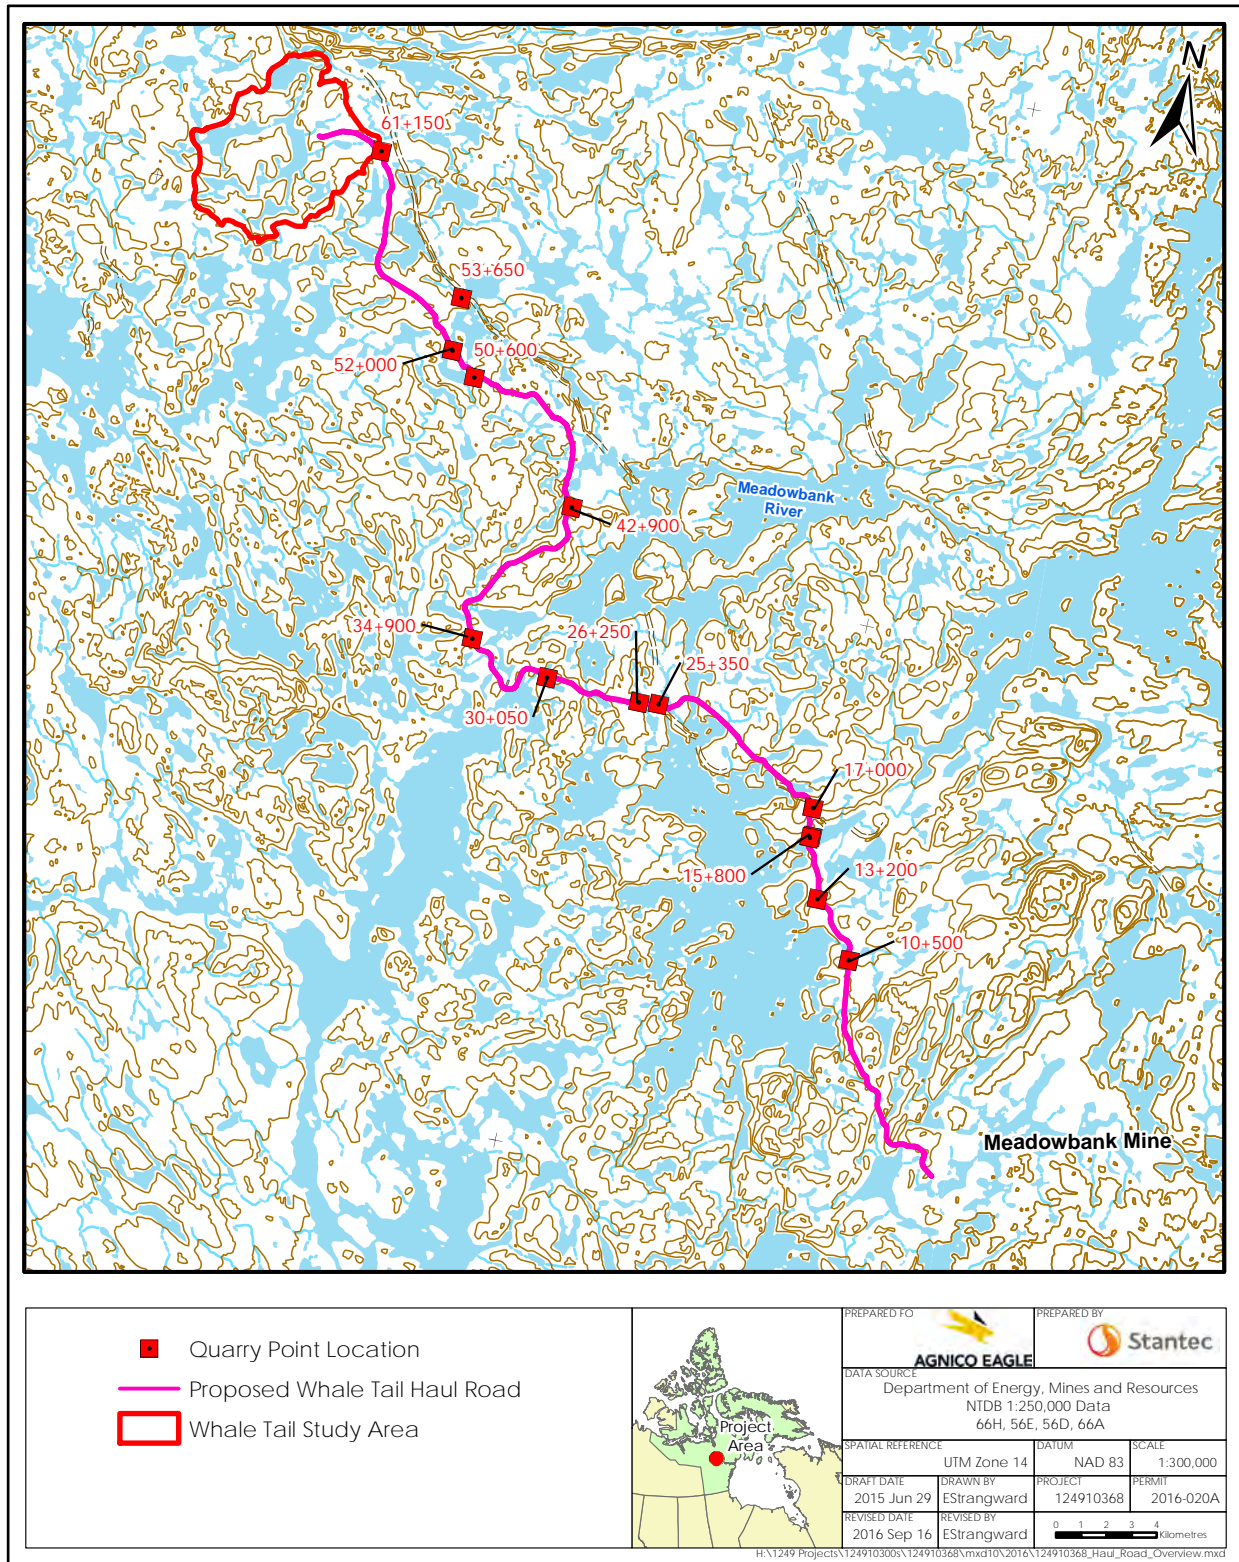 N
61+150
53+650
50+600
52+000
Meadowbank
River
42+900
34+900
26+250
25+350
30+050
17+000
15+800
13+200
10+500
Meadowbank Mine
Quarry Point Location
Proposed Whale Tail Haul Road
Whale Tail Study Area
Project
Area
PREPARED FO
AGNICO EAGLE
PREPARED BY
Stantec
DATA SOURCE
Department of Energy, Mines and Resources
NTDB 1:250,000 Data
66H, 56E, 56D, 66A
SPATIAL REFERENCE
UTM Zone 14
DATUM
NAD 83
SCALE
1:300,000
DRAFT DATE
2015 Jun 29
DRAWN BY
EStrangward
PROJECT
124910368
PERMIT
2016-020A
REVISED DATE
2016 Sep 16
REVISED BY
EStrangward
0 1 2 3 4
Kilometres
H:\1249 Projects\124910300s\124910368\mxd10\2016\124910368_Haul_Road_Overview.mxd